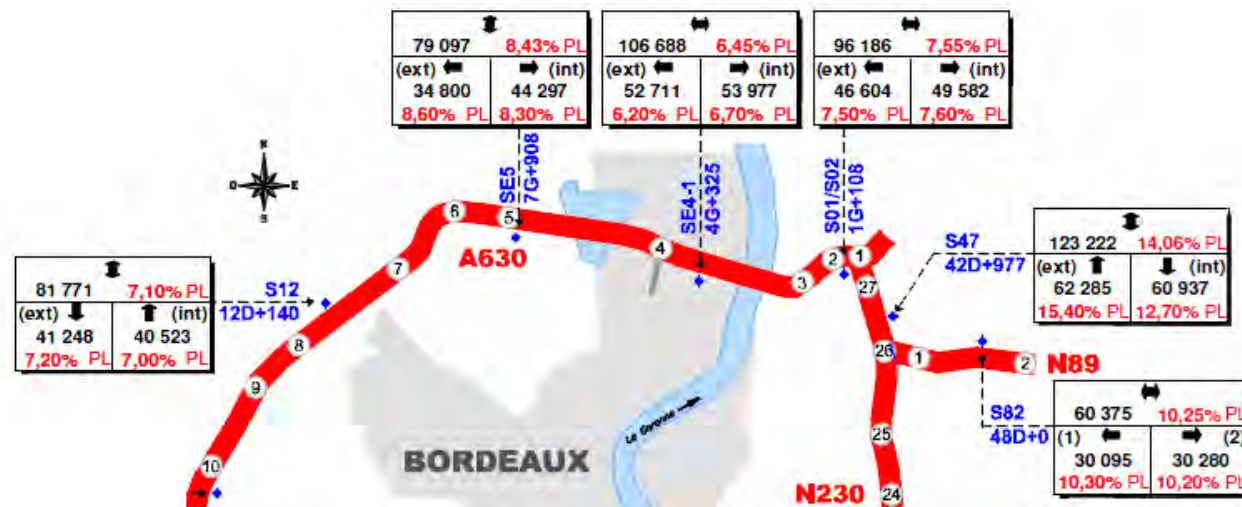 79 097 8,43% PL
(ext) (int)
34 800 44 297
8,60% PL 8,30% PL
106 688 6,45% PL
(ext) (int)
52 711 53 977
6,20% PL 6,70% PL
96 186 7,55% PL
(ext) (int)
46 604 49 582
7,50% PL 7,60% PL
SE5
7G+908
SE4-1
4G+325
S01/S02
1G+108
N
O E
S
6
5
4
3
2
1
7
A630
27
S47
42D+977
123 222 14,06% PL
(ext) (int)
62 285 60 937
15,40% PL 12,70% PL
81 771 7,10% PL
(ext) (int)
41 248 40 523
7,20% PL 7,00% PL
S12
12D+140
8
9
10
26
1
2
N89
S82
48D+0
60 375 10,25% PL
(1) (2)
30 095 30 280
10,30% PL 10,20% PL
La Garonne
BORDEAUX
25
N230
24